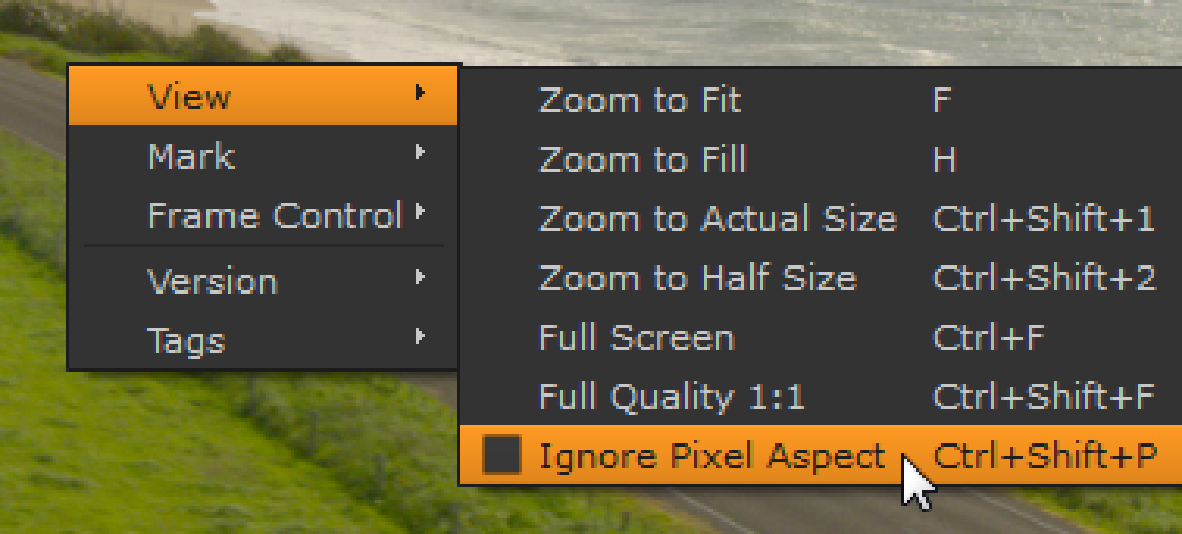 View
Mark
Frame Control
Version
Tags
Zoom to Fit F
Zoom to Fill H
Zoom to Actual Size Ctrl+Shift+1
Zoom to Half Size Ctrl+Shift+2
Full Screen Ctrl+F
Full Quality 1:1 Ctrl+Shift+F
Ignore Pixel Aspect Ctrl+Shift+P